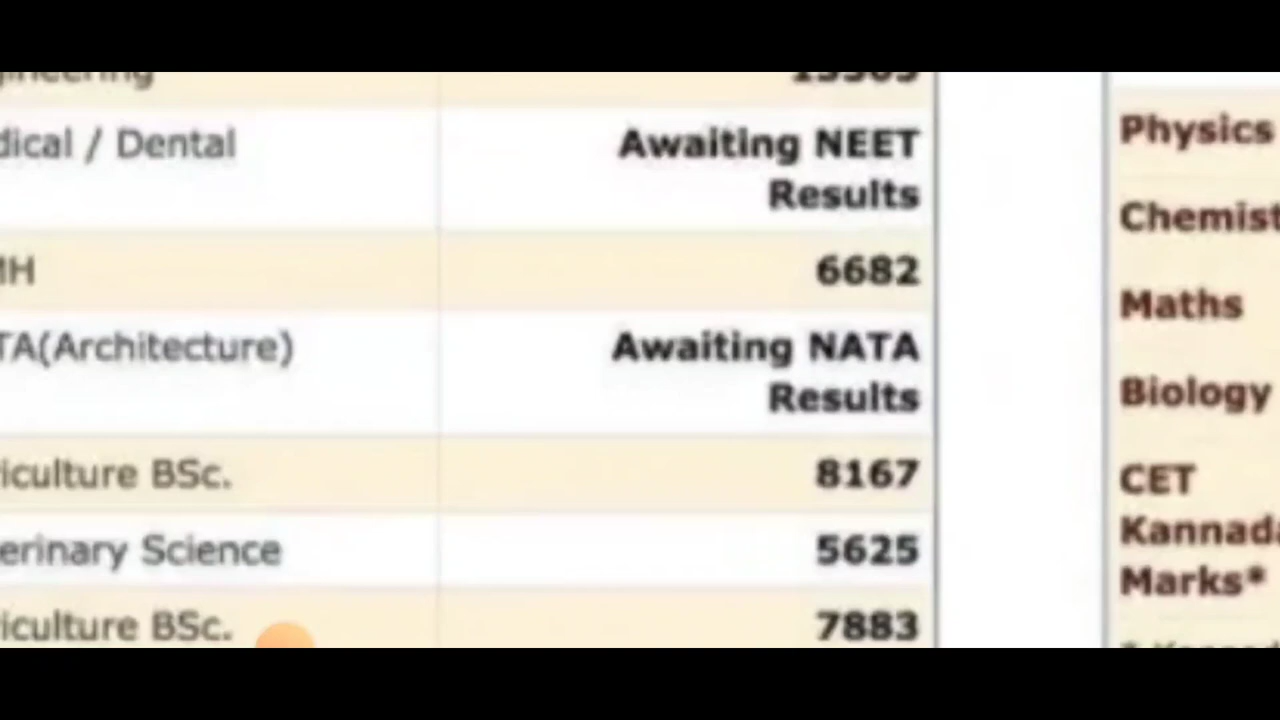 dical / Dental
Awaiting NEET
Results
6682
TA(Architecture)
Awaiting NATA
Results
iculture BSc.
8167
erinary Science
5625
iculture BSc.
7883
Physics
Chemist
Maths
Biology
CET
Kannada
Marks*